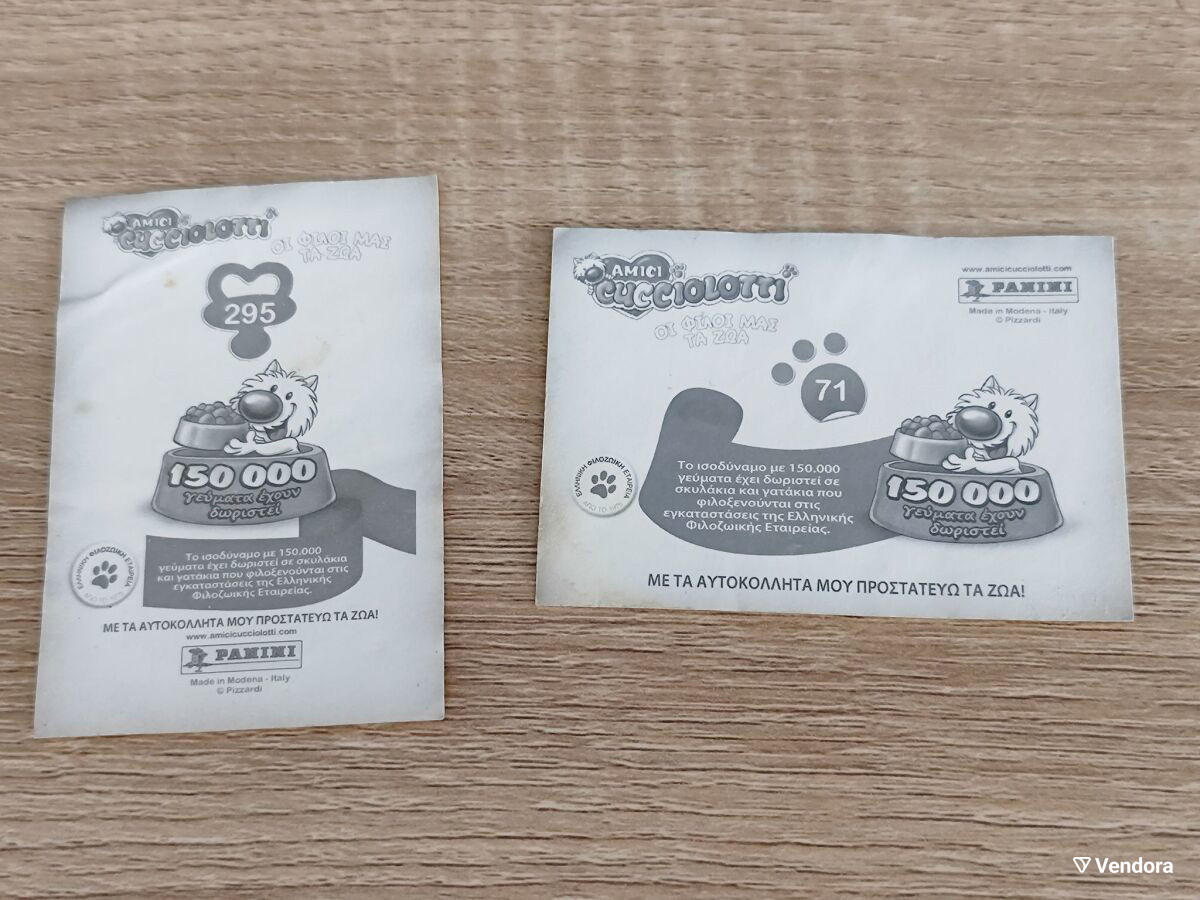 AMICI
CUCCIOLOTTI
ΟΙ ΦΙΛΟΙ ΜΑΣ
ΤΑ ΖΩΑ
295
150 000
γεύματα έχουν
δωριστεί
ΕΛΛΗΝΙΚΗ ΦΙΛΟΖΩΙΚΗ ΕΤΑΙΡΕΙΑ
Το ισοδύναμο με 150.000
γεύματα έχει δωριστεί σε σκυλάκια
και γατάκια που φιλοξενούνται στις
εγκαταστάσεις της Ελληνικής
Φιλοζωικής Εταιρείας.
ΜΕ ΤΑ ΑΥΤΟΚΟΛΛΗΤΑ ΜΟΥ ΠΡΟΣΤΑΤΕΥΩ ΤΑ ΖΩΑ!
www.amicicucciolotti.com
PANINI
Made in Modena - Italy
© Pizzardi
AMICI
CUCCIOLOTTI
ΟΙ ΦΙΛΟΙ ΜΑΣ
ΤΑ ΖΩΑ
www.amicicucciolotti.com
PANINI
Made in Modena - Italy
© Pizzardi
71
ΕΛΛΗΝΙΚΗ ΦΙΛΟΖΩΙΚΗ ΕΤΑΙΡΕΙΑ
Το ισοδύναμο με 150.000
γεύματα έχει δωριστεί σε
σκυλάκια και γατάκια που
φιλοξενούνται στις
εγκαταστάσεις της Ελληνικής
Φιλοζωικής Εταιρείας.
150 000
γεύματα έχουν
δωριστεί
ΜΕ ΤΑ ΑΥΤΟΚΟΛΛΗΤΑ ΜΟΥ ΠΡΟΣΤΑΤΕΥΩ ΤΑ ΖΩΑ!
Vendora